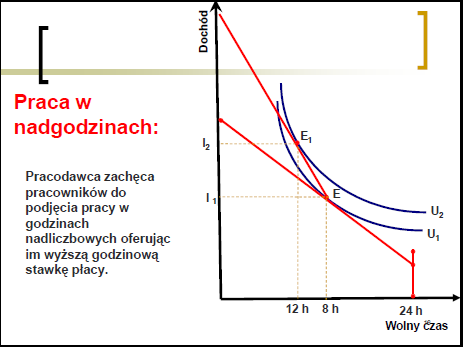 Praca w
nadgodzinach:
Pracodawca zachęca
pracowników do
podjęcia pracy w
godzinach
nadliczbowych oferując
im wyższą godzinową
stawkę płacy.
Dochód
I2
I1
E1
E
U2
U1
12 h 8 h 24 h
Wolny czas